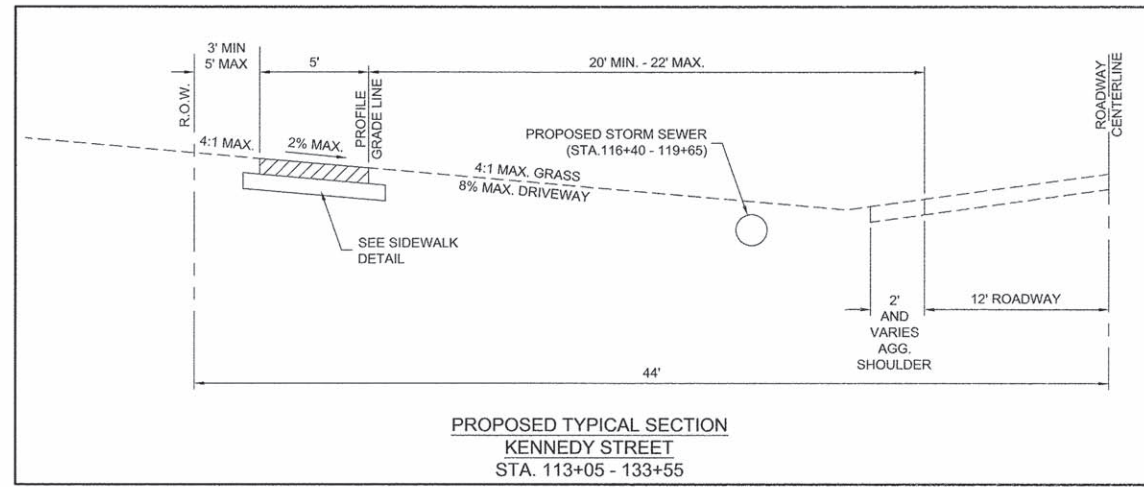 3' MIN
5' MAX
5'
20' MIN. - 22' MAX.
R.O.W.
PROFILE
GRADE LINE
ROADWAY
CENTERLINE
4:1 MAX.
2% MAX.
PROPOSED STORM SEWER
(STA.116+40 - 119+65)
4:1 MAX. GRASS
8% MAX. DRIVEWAY
SEE SIDEWALK
DETAIL
2'
AND
VARIES
AGG.
SHOULDER
12' ROADWAY
44'
PROPOSED TYPICAL SECTION
KENNEDY STREET
STA. 113+05 - 133+55